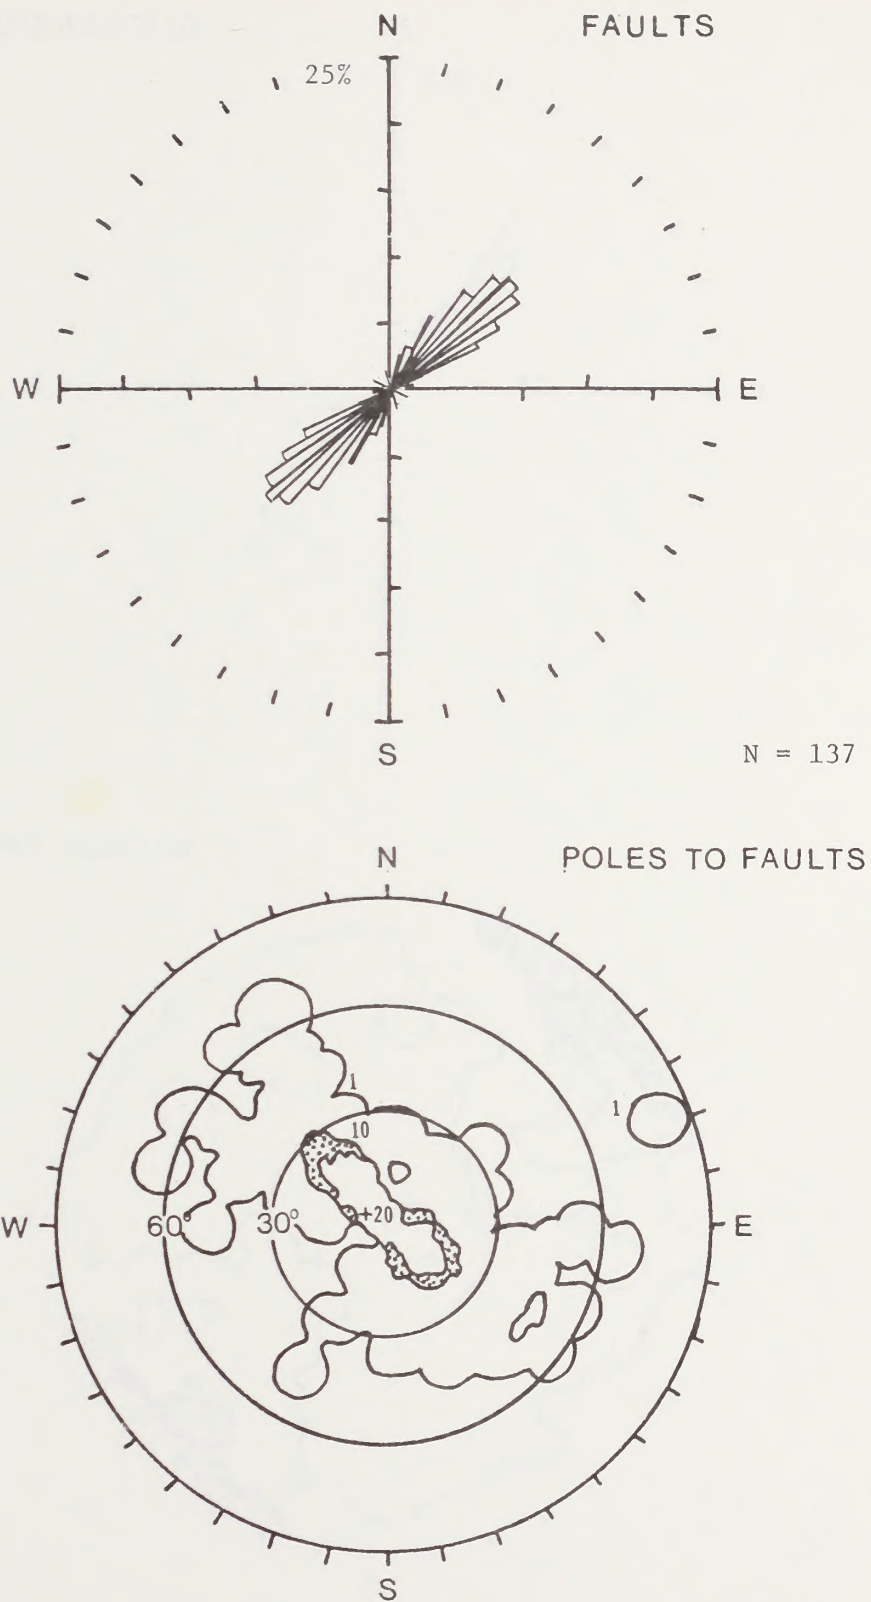 N FAULTS
25%
W E
S
N = 137
N POLES TO FAULTS
1
1
10
W 60° 30° +20 E
S